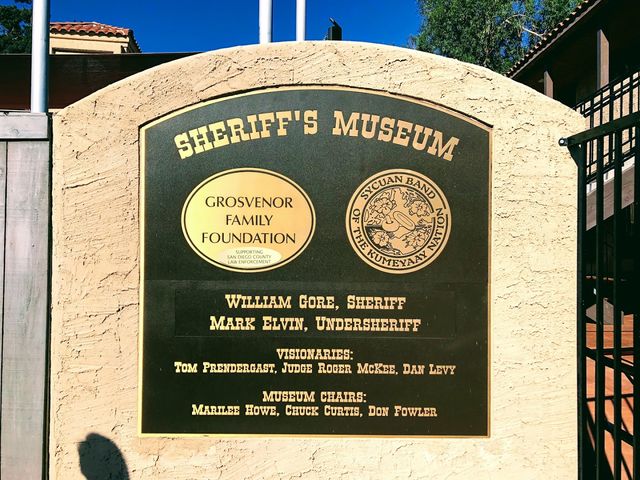 SHERIFF'S MUSEUM
GROSVENOR
FAMILY
FOUNDATION
SUPPORTING
SAN DIEGO COUNTY
LAW ENFORCEMENT
SYCUAN BAND
OF THE KUMEYAAY NATION
WILLIAM GORE, SHERIFF
MARK ELVIN, UNDERSHERIFF
VISIONARIES:
TOM PRENDERGAST, JUDGE ROGER MCKEE, DAN LEVY
MUSEUM CHAIRS:
MARILEE HOWE, CHUCK CURTIS, DON FOWLER